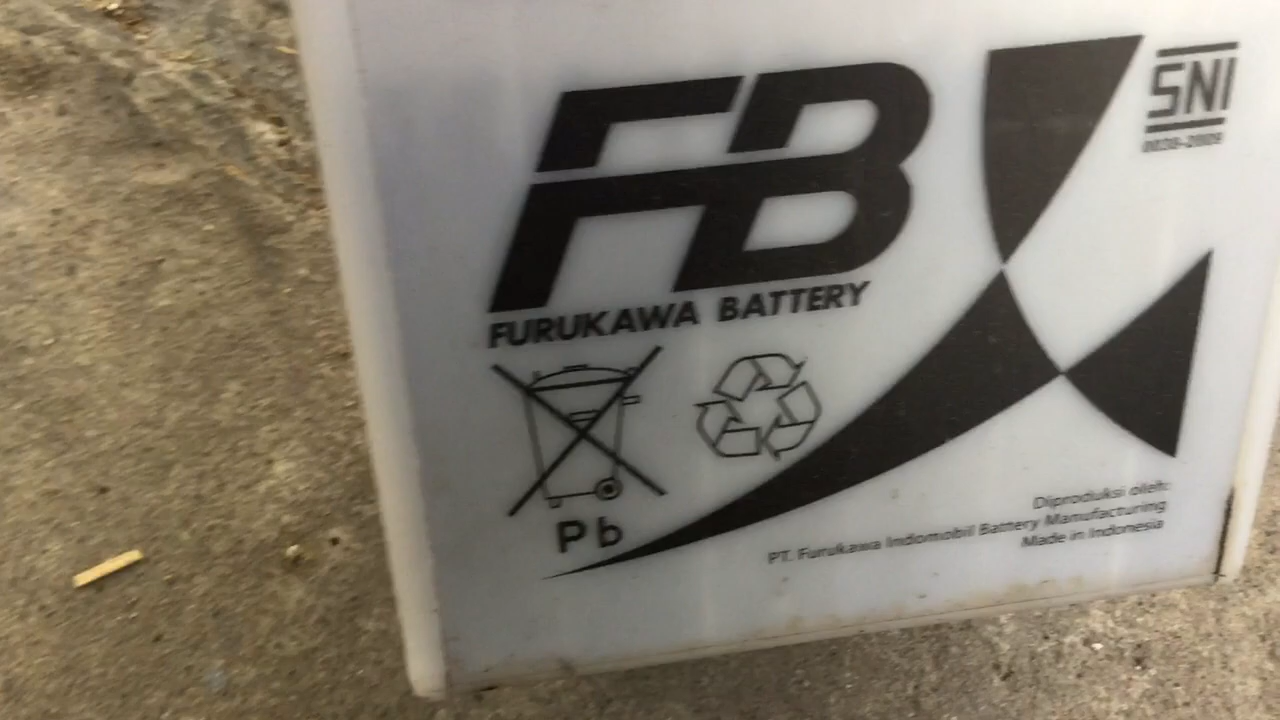 FB
SNI
FURUKAWA BATTERY
Pb
Diproduksi oleh:
PT. Furukawa Indomobil Battery Manufacturing
Made in Indonesia